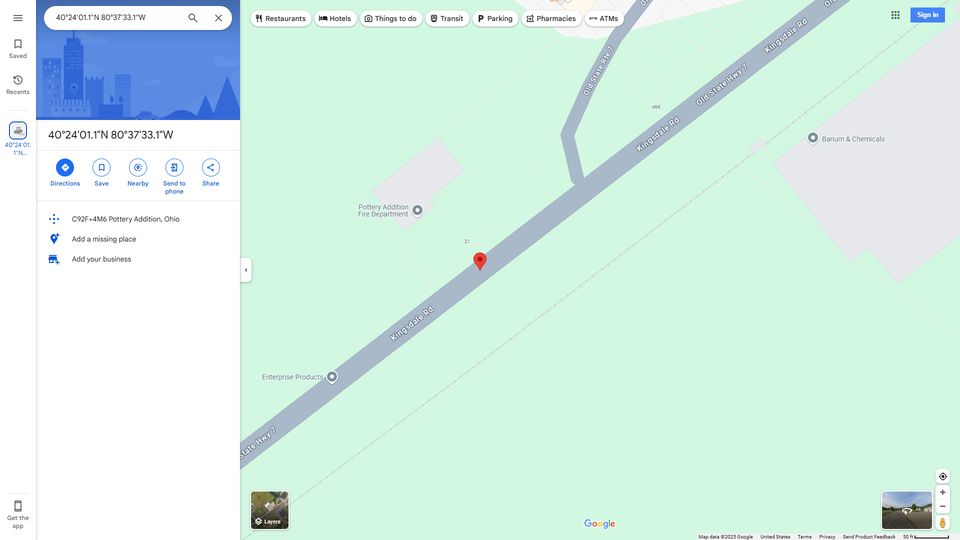 40°24'01.1"N 80°37'33.1"W
Restaurants
Hotels
Things to do
Transit
Parking
Pharmacies
ATMs
Sign in
Saved
Recents
40°24'01.
1"N...
40°24'01.1"N 80°37'33.1"W
Directions
Save
Nearby
Send to
phone
Share
C92F+4M6 Pottery Addition, Ohio
Add a missing place
Add your business
Get the
app
Old State Rte 7
Kingsdale Rd
Old State Hwy 7
Kingsdale Rd
466
Barium & Chemicals
Pottery Addition
Fire Department
21
Kingsdale Rd
Enterprise Products
State Hwy 7
Layers
Google
Map data ©2025 Google
United States
Terms
Privacy
Send Product Feedback
50 ft